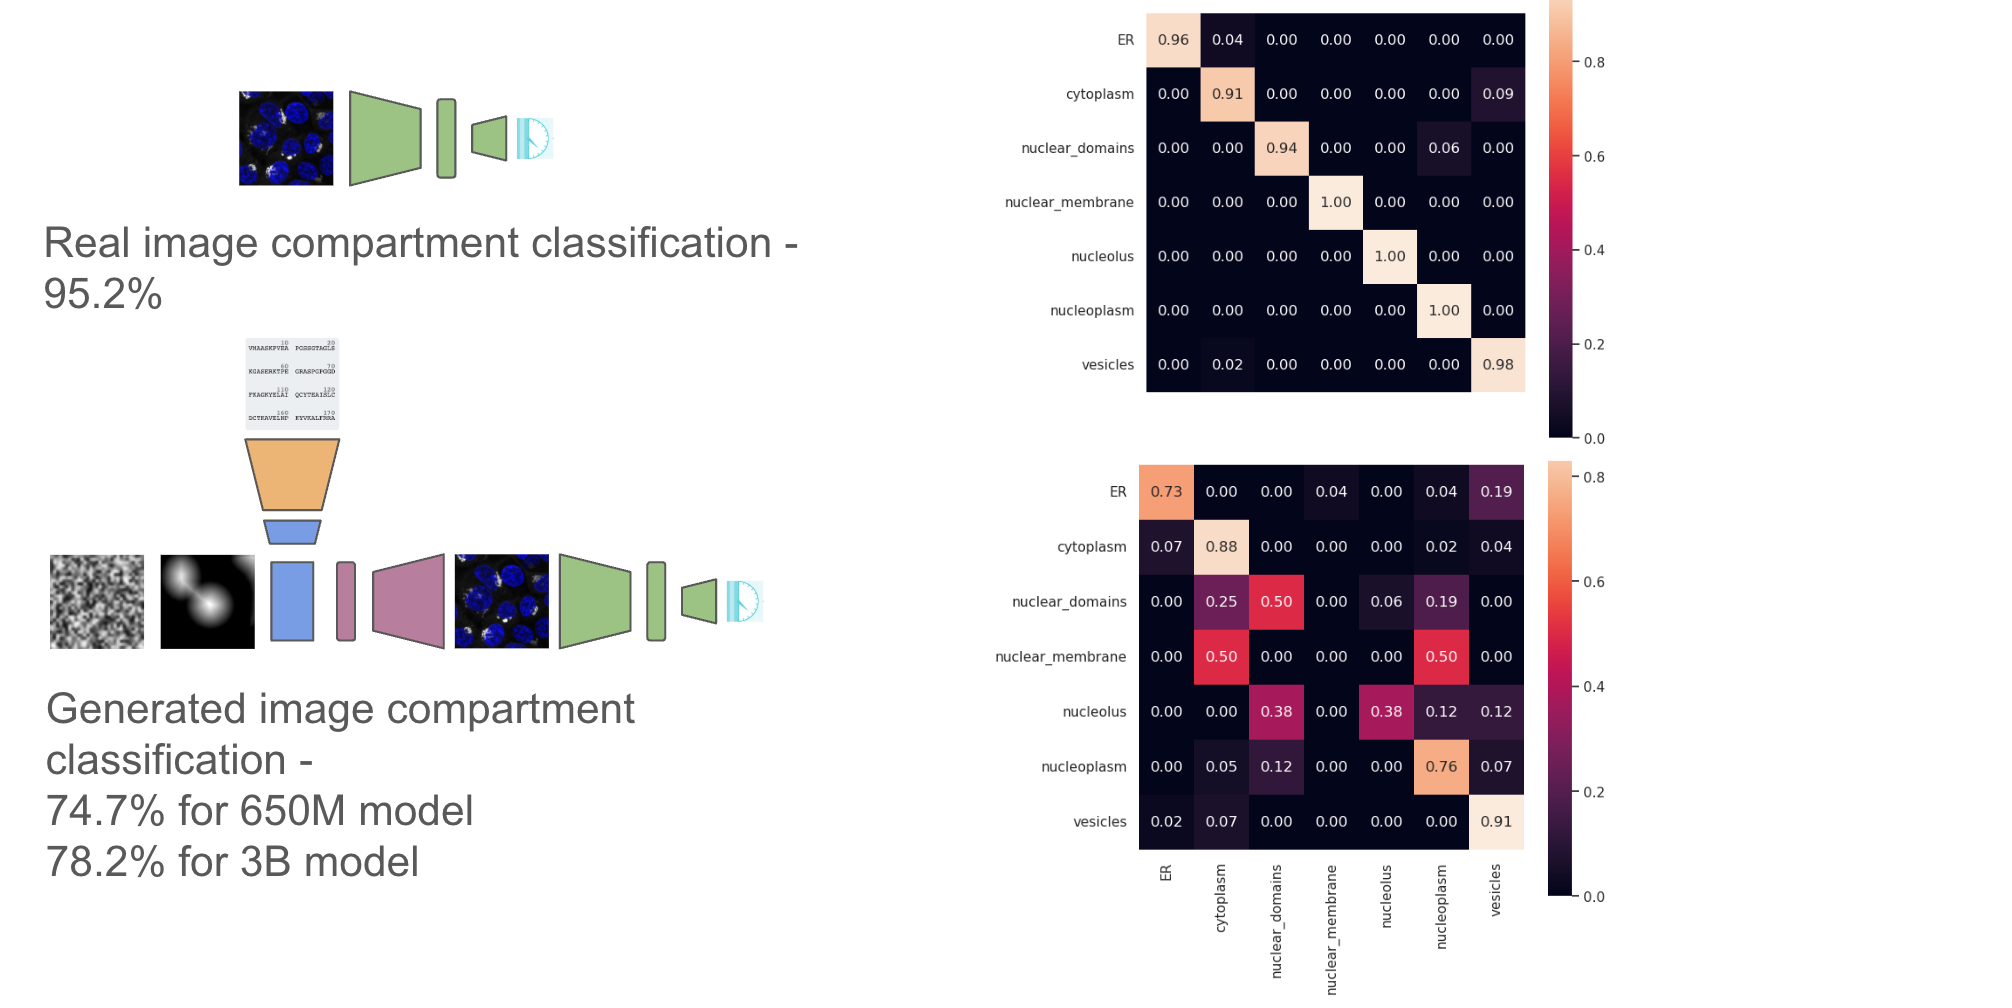 Real image compartment classification -
95.2%
10 20
VMAASKPVEA PGSSGTAGLS
60 70
KGASERKTPE GRASPGPGGD
110 120
FKAGKYELAI QCYTEAISLC
160 170
DCTKAVELNP KYVKALFRRA
Generated image compartment
classification -
74.7% for 650M model
78.2% for 3B model
ER 0.96 0.04 0.00 0.00 0.00 0.00 0.00
cytoplasm 0.00 0.91 0.00 0.00 0.00 0.00 0.09
nuclear_domains 0.00 0.00 0.94 0.00 0.00 0.06 0.00
nuclear_membrane 0.00 0.00 0.00 1.00 0.00 0.00 0.00
nucleolus 0.00 0.00 0.00 0.00 1.00 0.00 0.00
nucleoplasm 0.00 0.00 0.00 0.00 0.00 1.00 0.00
vesicles 0.00 0.02 0.00 0.00 0.00 0.00 0.98
0.8
0.6
0.4
0.2
0.0
ER 0.73 0.00 0.00 0.04 0.00 0.04 0.19
cytoplasm 0.07 0.88 0.00 0.00 0.00 0.02 0.04
nuclear_domains 0.00 0.25 0.50 0.00 0.06 0.19 0.00
nuclear_membrane 0.00 0.50 0.00 0.00 0.00 0.50 0.00
nucleolus 0.00 0.00 0.38 0.00 0.38 0.12 0.12
nucleoplasm 0.00 0.05 0.12 0.00 0.00 0.76 0.07
vesicles 0.02 0.07 0.00 0.00 0.00 0.00 0.91
ER
cytoplasm
nuclear_domains
nuclear_membrane
nucleolus
nucleoplasm
vesicles
0.8
0.6
0.4
0.2
0.0